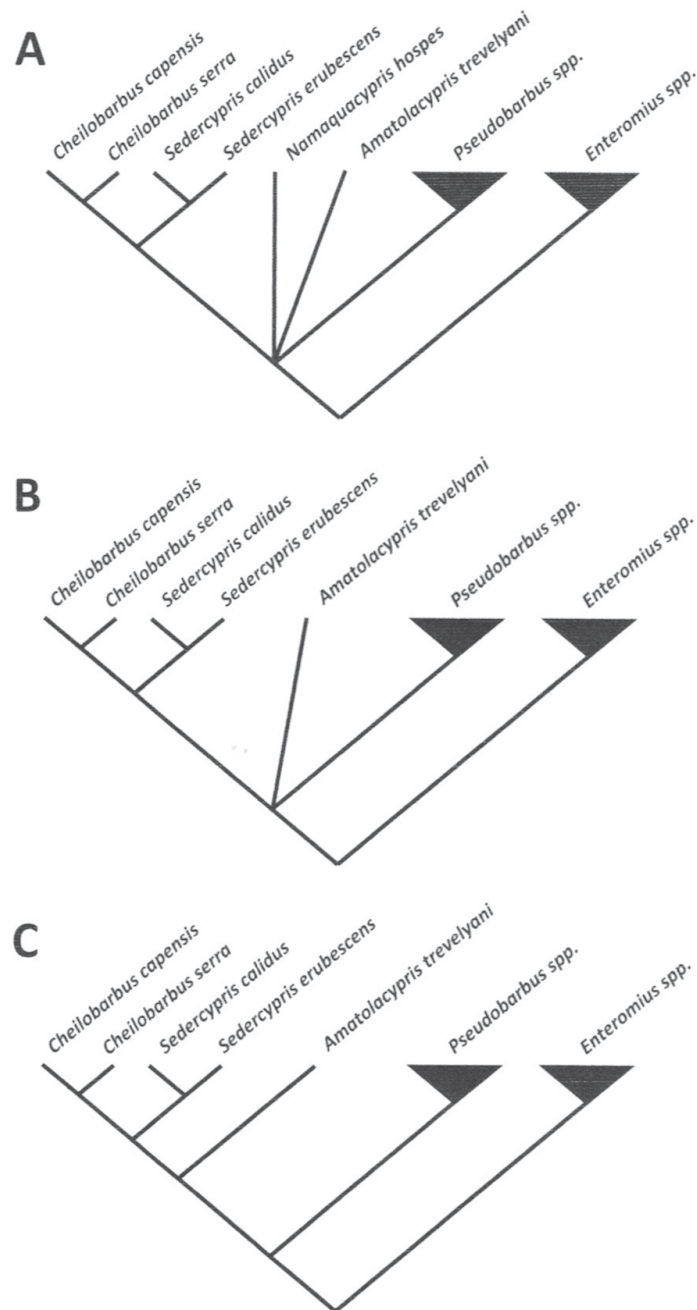 A
Cheilobarbus capensis
Cheilobarbus serra
Sedercypris calidus
Sedercypris erubescens
Namaquacypris hospes
Amatolacypris trevelyani
Pseudobarbus spp.
Enteromius spp.
B
Cheilobarbus capensis
Cheilobarbus serra
Sedercypris calidus
Sedercypris erubescens
Amatolacypris trevelyani
Pseudobarbus spp.
Enteromius spp.
C
Cheilobarbus capensis
Cheilobarbus serra
Sedercypris calidus
Sedercypris erubescens
Amatolacypris trevelyani
Pseudobarbus spp.
Enteromius spp.